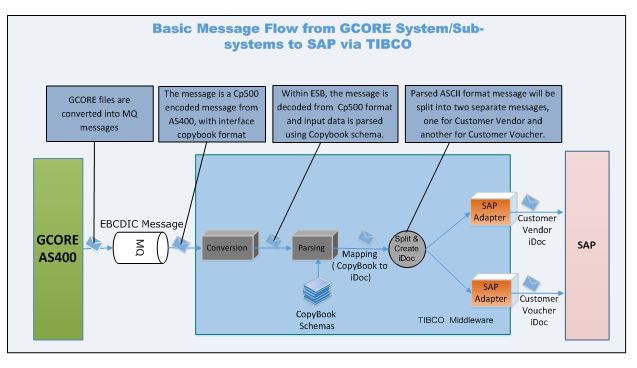 Basic Message Flow from GCORE System/Sub-
systems to SAP via TIBCO
GCORE files are
converted into MQ
messages
The message is a Cp500
encoded message from
AS400, with interface
copybook format
Within ESB, the message is
decoded from Cp500 format
and input data is parsed
using Copybook schema.
Parsed ASCII format message will be
split into two separate messages,
one for Customer Vendor and
another for Customer Voucher.
GCORE
AS400
EBCDIC Message
MQ
Conversion
Parsing
Mapping
( CopyBook to
iDoc)
Split &
Create
iDoc
CopyBook
Schemas
SAP
Adapter
Customer
Vendor
iDoc
SAP
Adapter
Customer
Voucher
iDoc
TIBCO Middleware
SAP